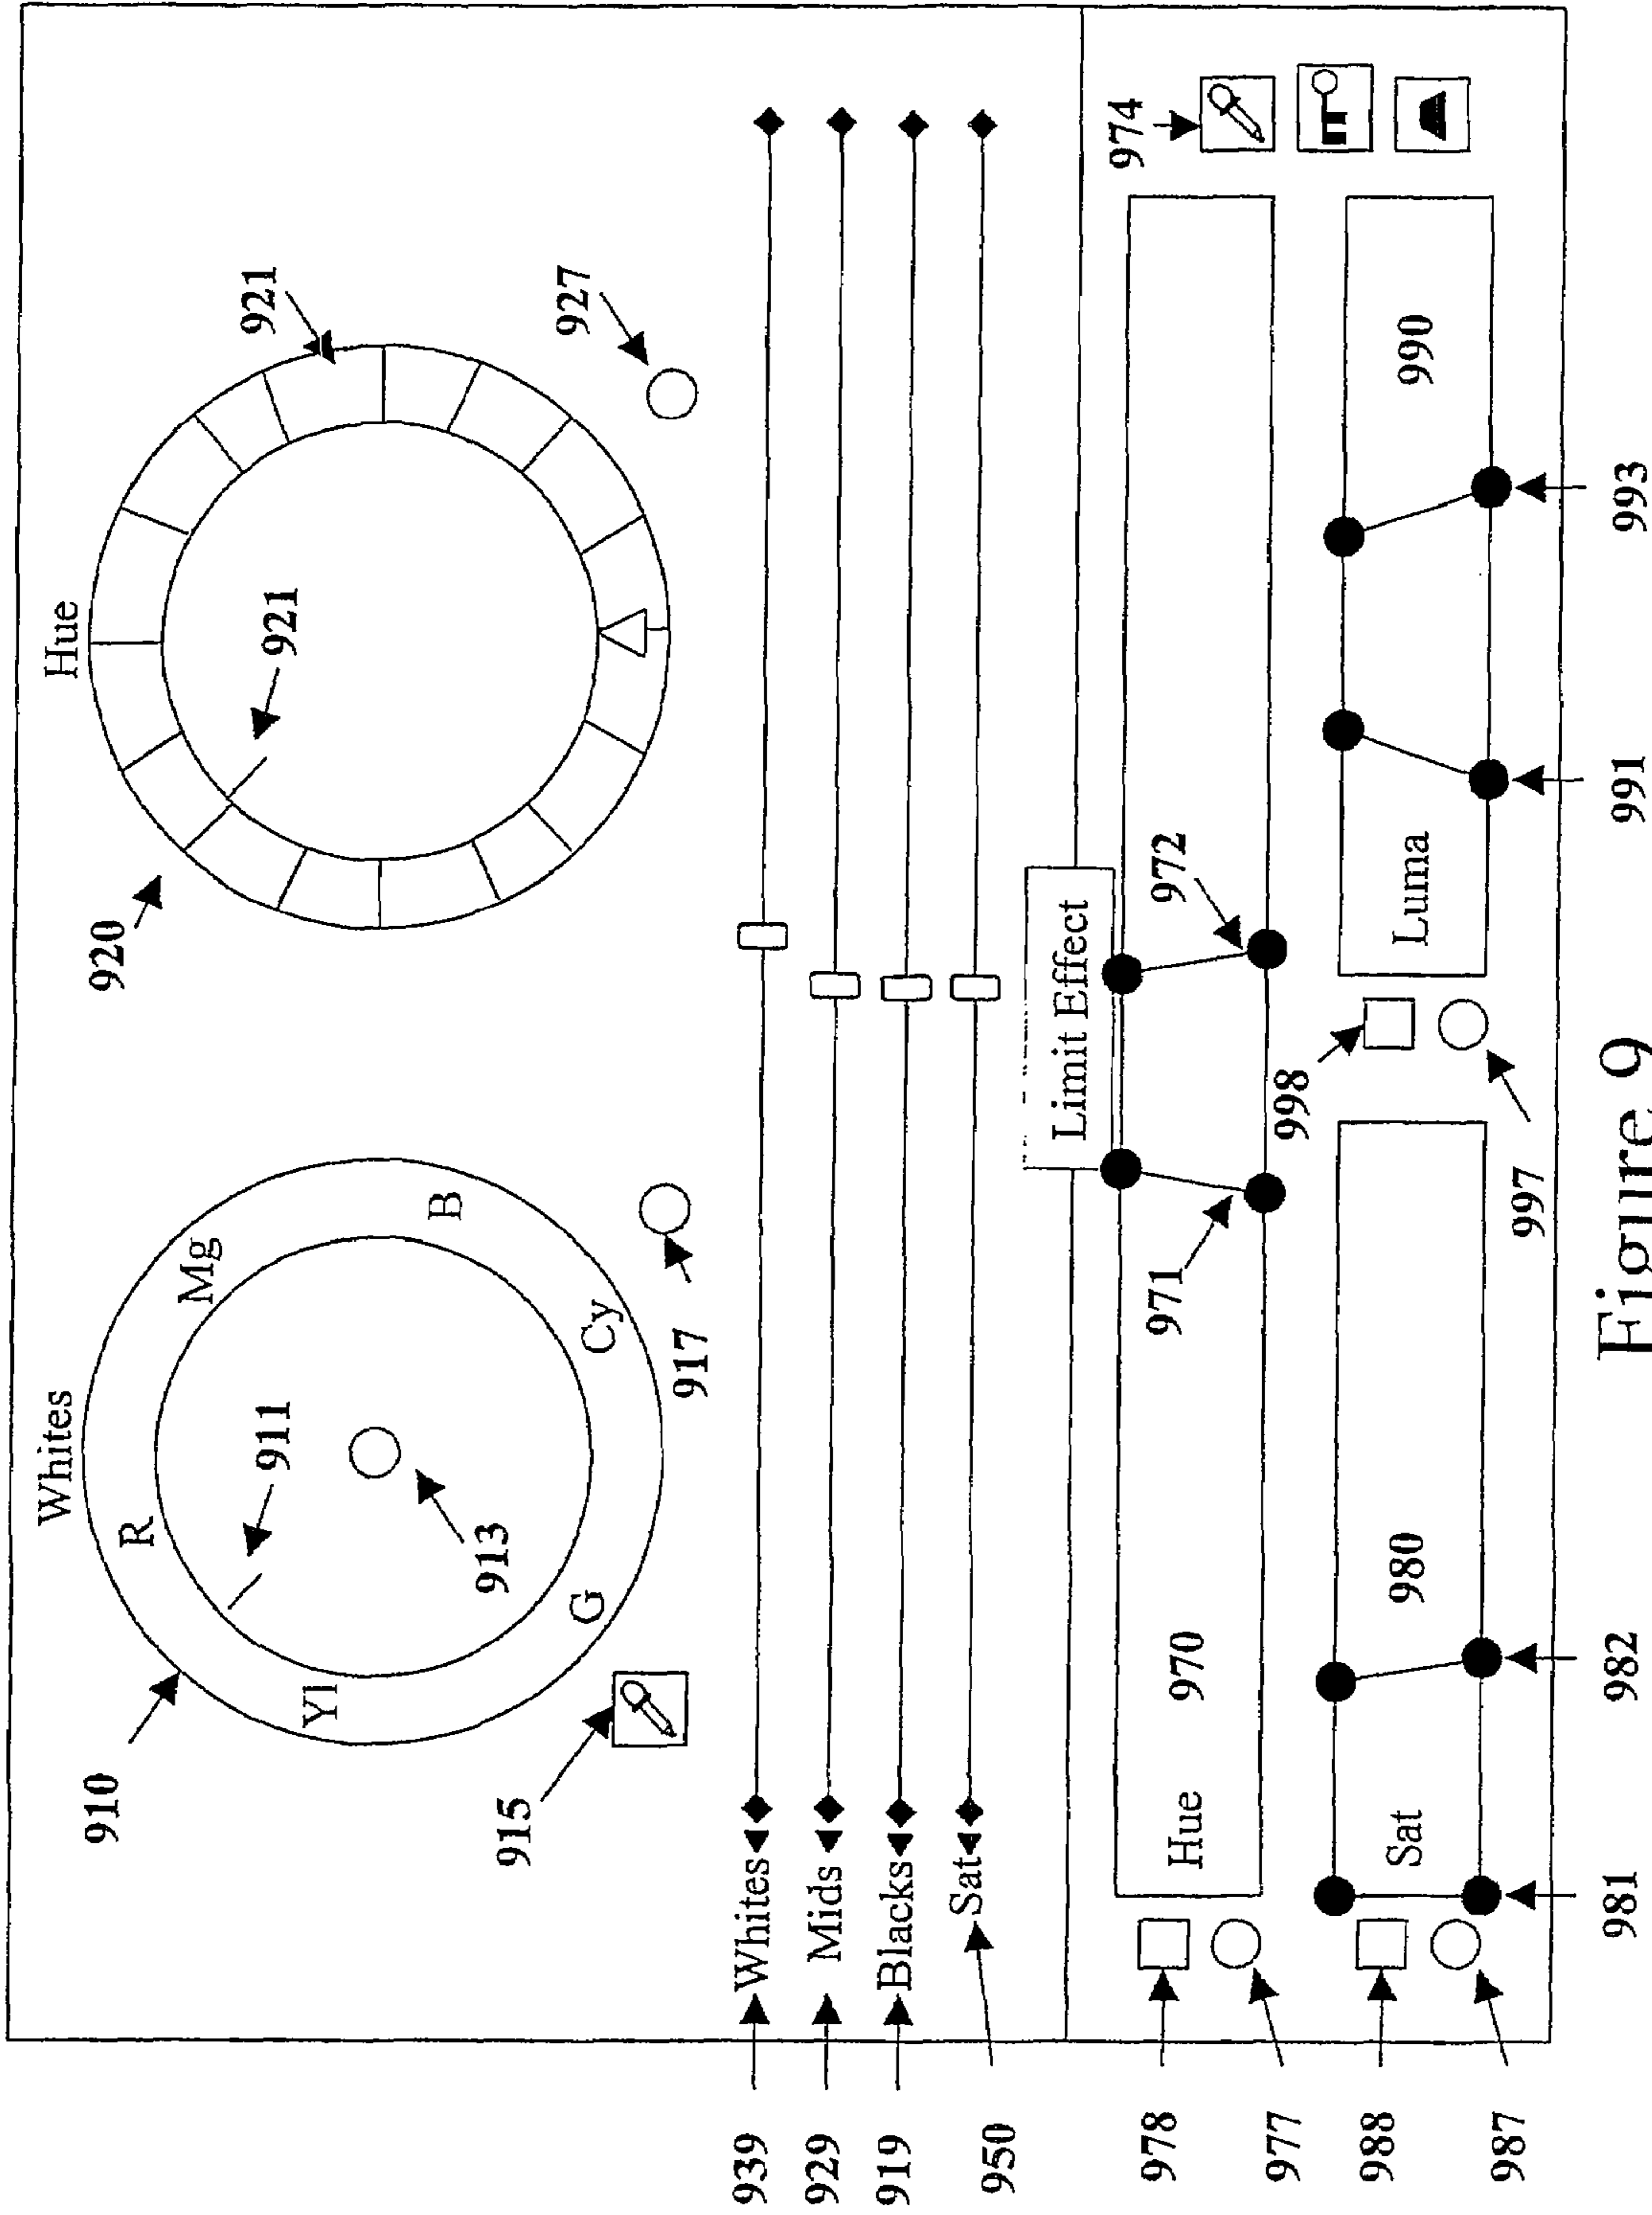 Whites
Hue
910
920
921
R
Mg
911
921
Yl
B
913
G
Cy
927
915
917
939
Whites
929
Mids
919
Blacks
950
Sat
Limit Effect
974
978
Hue
970
971
972
977
998
988
Sat
980
Luma
990
987
997
981
982
991
993
Figure 9